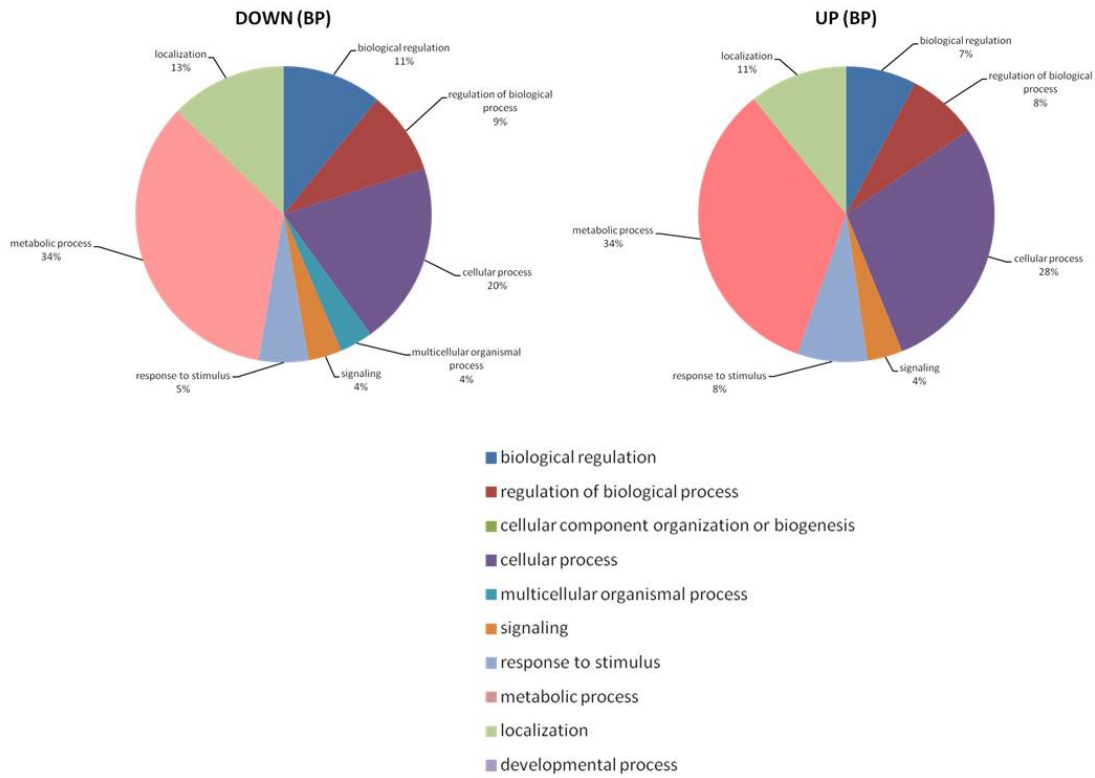 DOWN (BP)
localization
13%
biological regulation
11%
regulation of biological
process
9%
metabolic process
34%
cellular process
20%
multicellular organismal
process
4%
signaling
4%
response to stimulus
5%
UP (BP)
localization
11%
biological regulation
7%
regulation of biological
process
8%
metabolic process
34%
cellular process
28%
signaling
4%
response to stimulus
8%
biological regulation
regulation of biological process
cellular component organization or biogenesis
cellular process
multicellular organismal process
signaling
response to stimulus
metabolic process
localization
developmental process